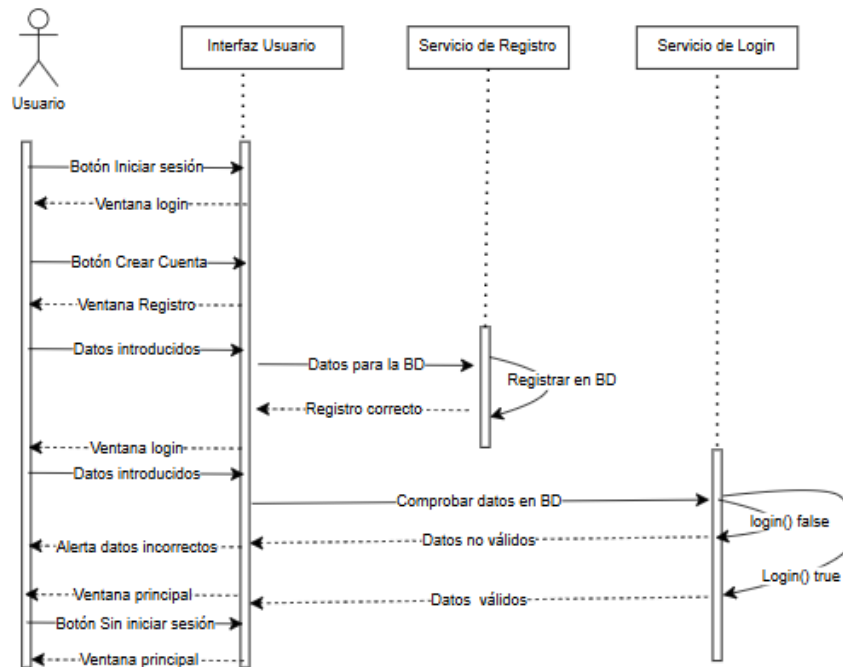 Usuario
Interfaz Usuario
Servicio de Registro
Servicio de Login
Botón Iniciar sesión
Ventana login
Botón Crear Cuenta
Ventana Registro
Datos introducidos
Datos para la BD
Registrar en BD
Registro correcto
Ventana login
Datos introducidos
Comprobar datos en BD
login() false
Datos no válidos
Alerta datos incorrectos
Login() true
Ventana principal
Datos válidos
Botón Sin iniciar sesión
Ventana principal